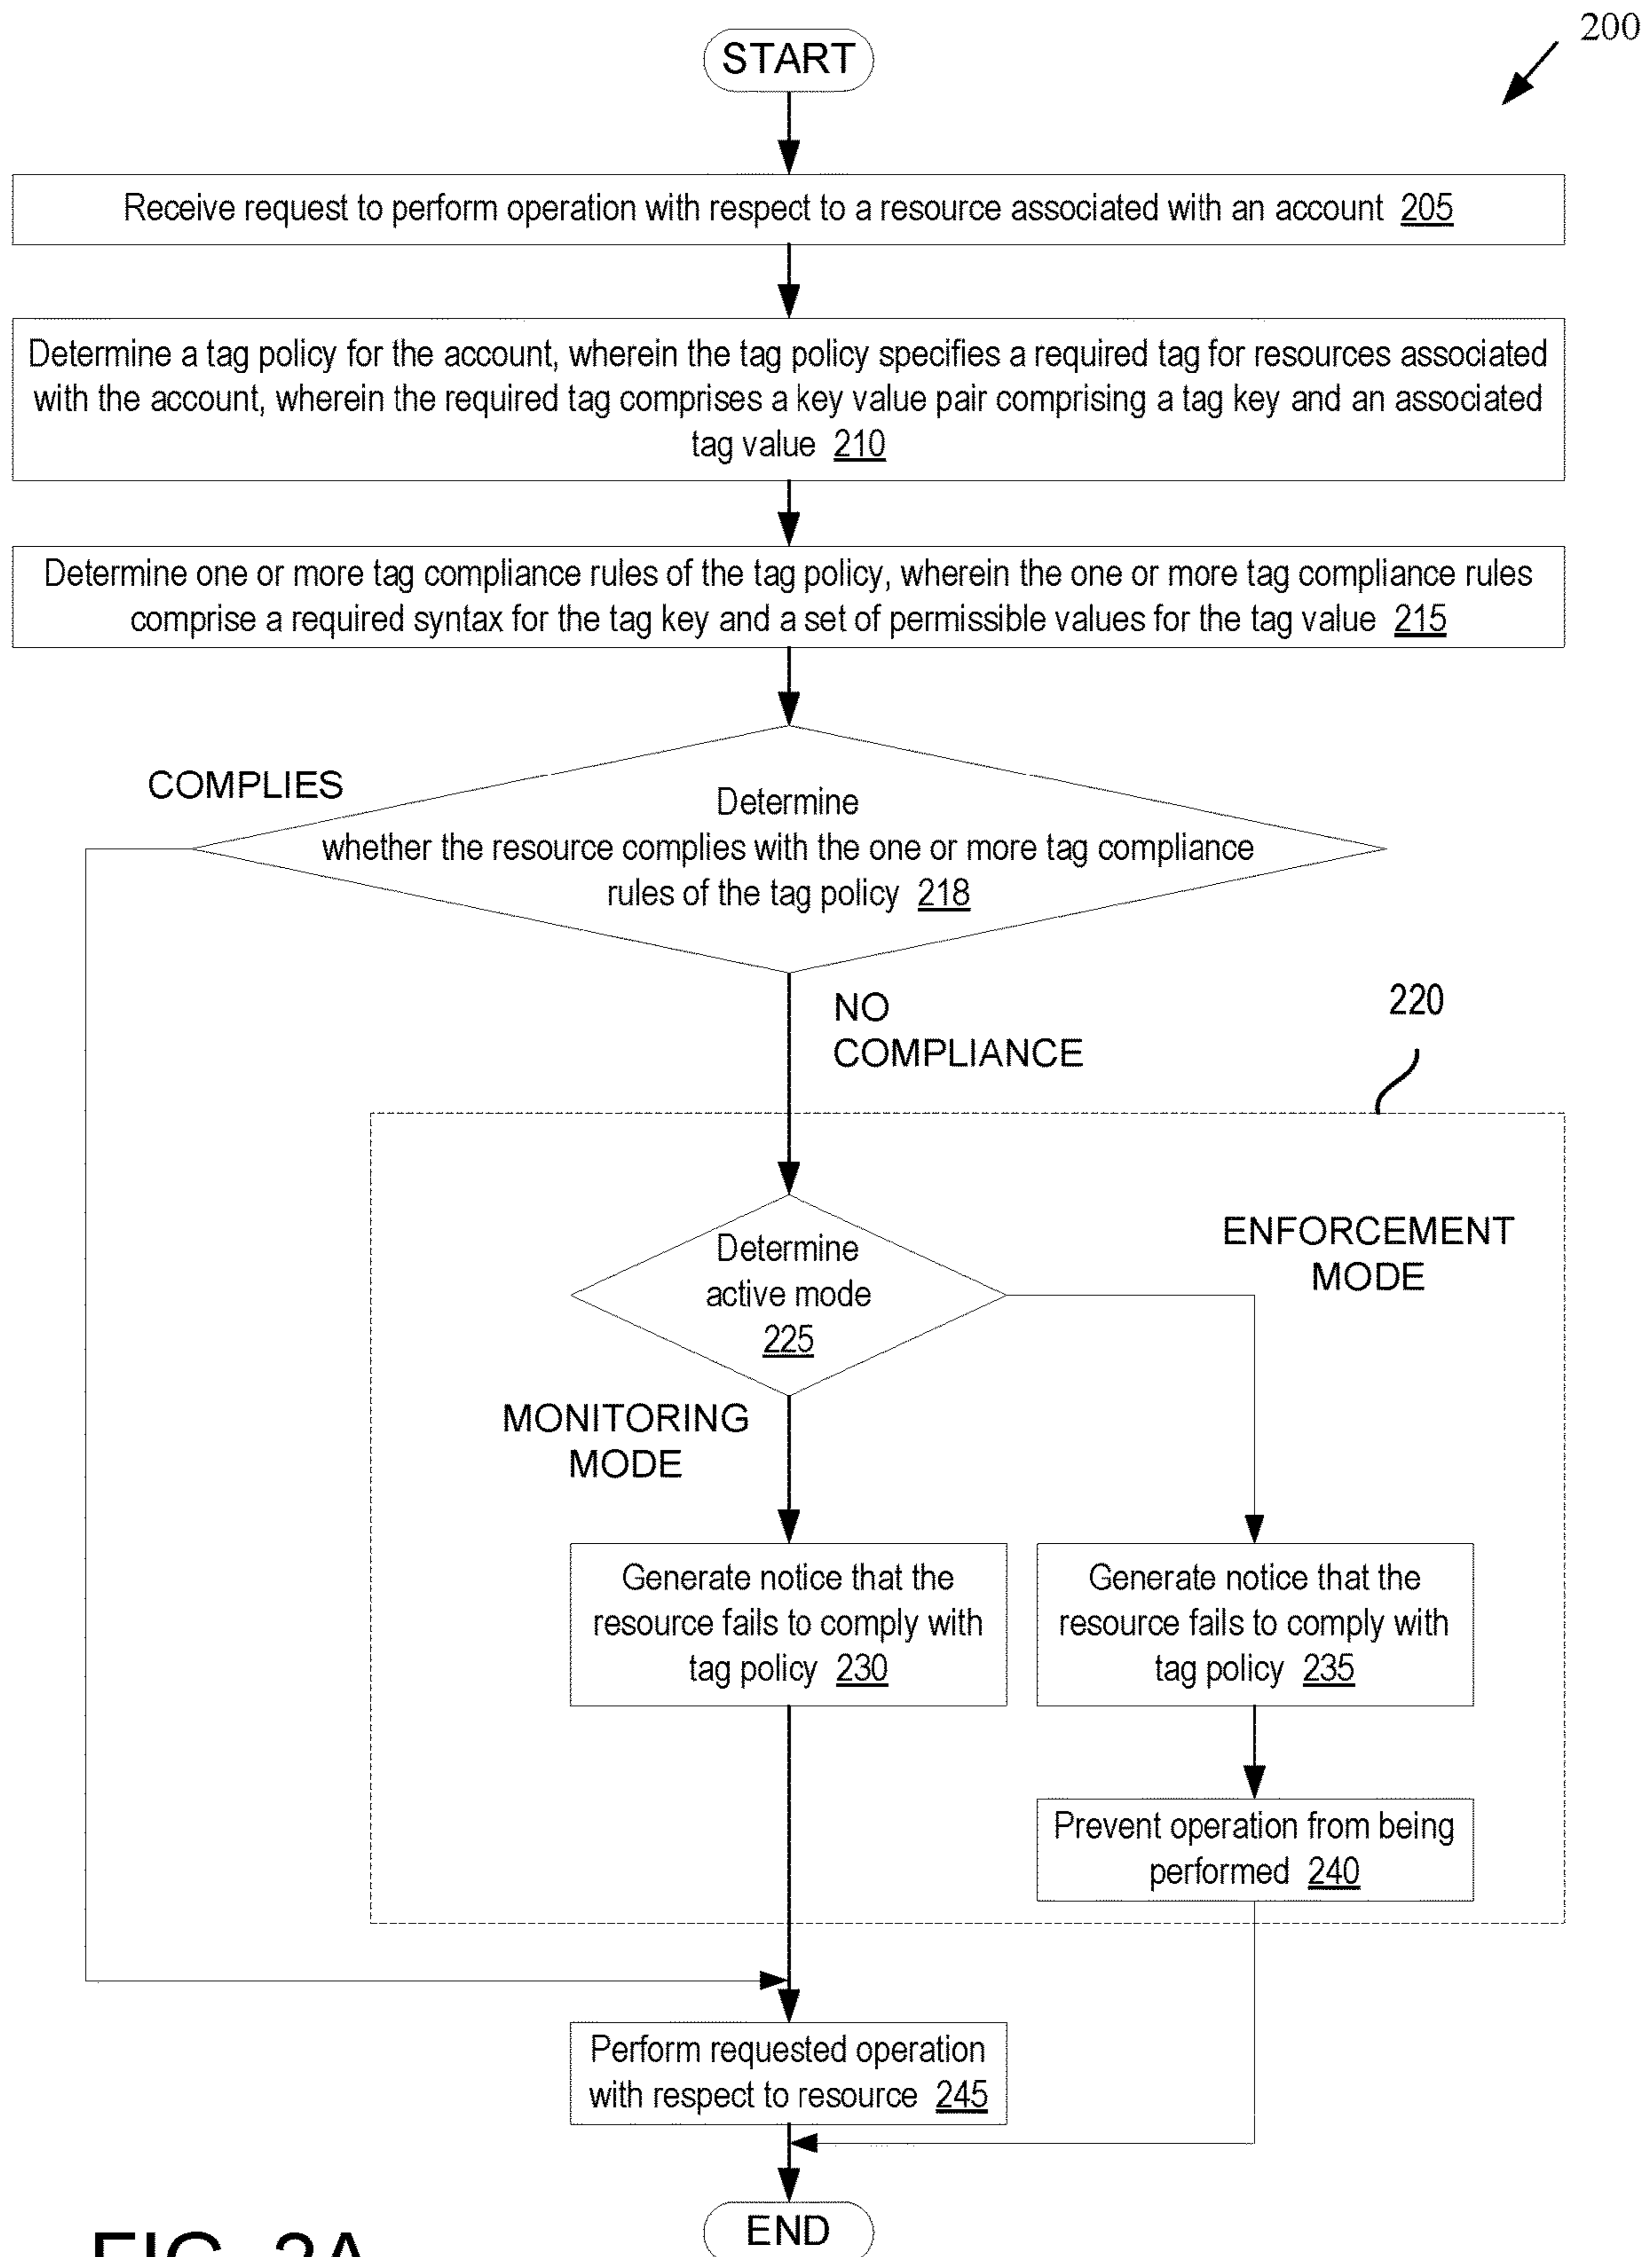 200
START
Receive request to perform operation with respect to a resource associated with an account 205
Determine a tag policy for the account, wherein the tag policy specifies a required tag for resources associated
with the account, wherein the required tag comprises a key value pair comprising a tag key and an associated
tag value 210
Determine one or more tag compliance rules of the tag policy, wherein the one or more tag compliance rules
comprise a required syntax for the tag key and a set of permissible values for the tag value 215
COMPLIES
Determine
whether the resource complies with the one or more tag compliance
rules of the tag policy 218
NO
COMPLIANCE
220
Determine
active mode
225
ENFORCEMENT
MODE
MONITORING
MODE
Generate notice that the
resource fails to comply with
tag policy 230
Generate notice that the
resource fails to comply with
tag policy 235
Prevent operation from being
performed 240
Perform requested operation
with respect to resource 245
END
FIG. 2A